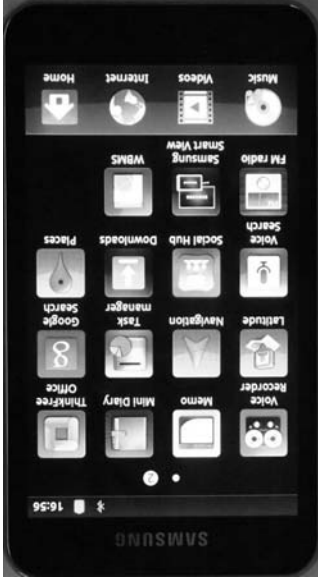 SAMSUNG
16:56
2
Voice Recorder
Memo
Mini Diary
ThinkFree Office
Latitude
Navigation
Task manager
Google Search
Voice Search
Social Hub
Downloads
Places
FM radio
Samsung Smart View
WBMS
Music
Videos
Internet
Home